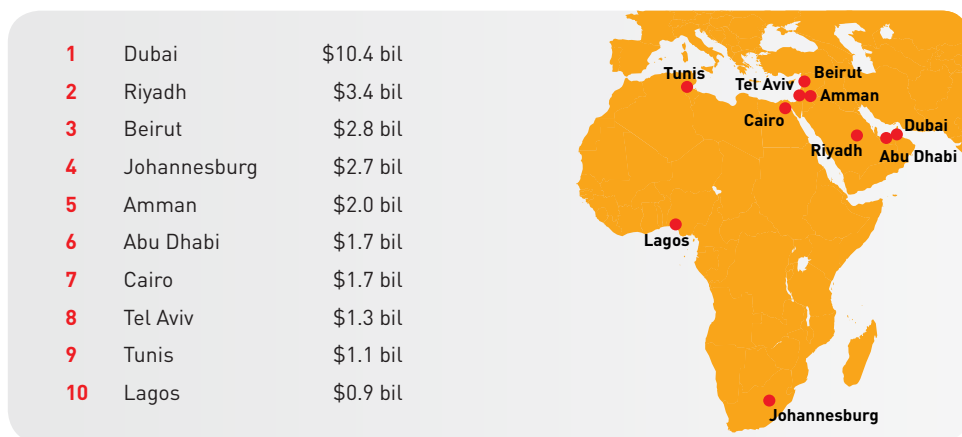 1 Dubai $10.4 bil
2 Riyadh $3.4 bil
3 Beirut $2.8 bil
4 Johannesburg $2.7 bil
5 Amman $2.0 bil
6 Abu Dhabi $1.7 bil
7 Cairo $1.7 bil
8 Tel Aviv $1.3 bil
9 Tunis $1.1 bil
10 Lagos $0.9 bil
Tunis
Beirut
Tel Aviv
Amman
Cairo
Dubai
Riyadh
Abu Dhabi
Lagos
Johannesburg